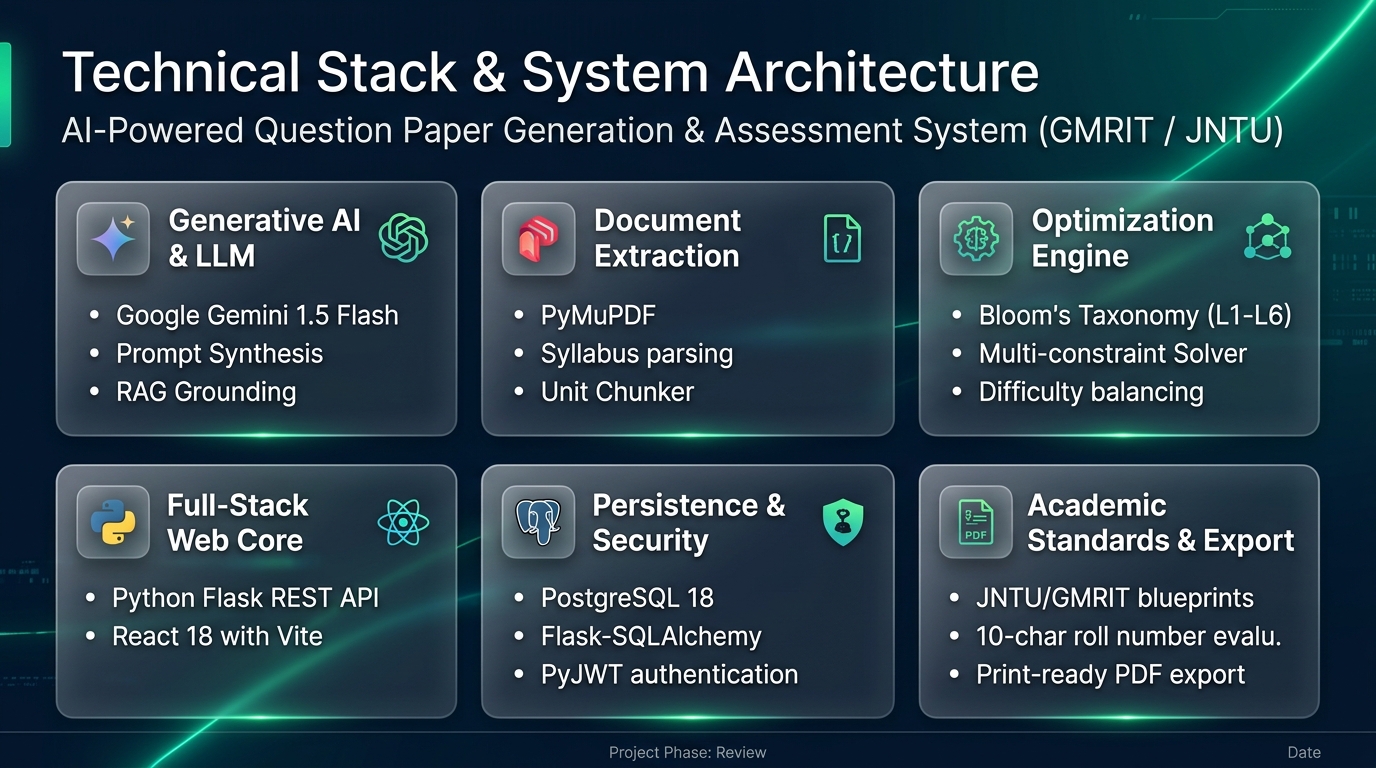 Technical Stack & System Architecture
AI-Powered Question Paper Generation & Assessment System (GMRIT / JNTU)
Generative AI
& LLM
• Google Gemini 1.5 Flash
• Prompt Synthesis
• RAG Grounding
Document
Extraction
• PyMuPDF
• Syllabus parsing
• Unit Chunker
Optimization
Engine
• Bloom's Taxonomy (L1-L6)
• Multi-constraint Solver
• Difficulty balancing
Full-Stack
Web Core
• Python Flask REST API
• React 18 with Vite
Persistence &
Security
• PostgreSQL 18
• Flask-SQLAlchemy
• PyJWT authentication
PDF
Academic
Standards & Export
• JNTU/GMRIT blueprints
• 10-char roll number evalu.
• Print-ready PDF export
Project Phase: Review
Date